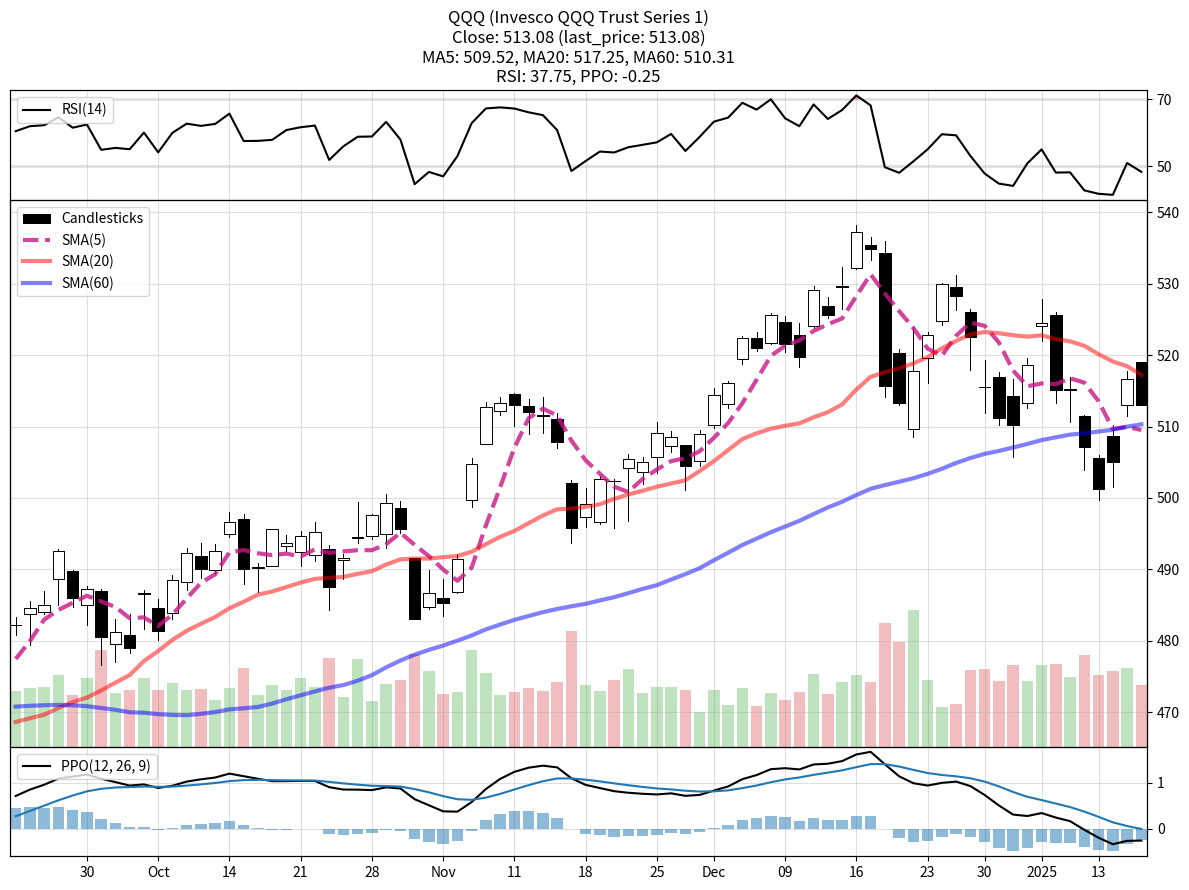 QQQ (Invesco QQQ Trust Series 1)
Close: 513.08 (last_price: 513.08)
MA5: 509.52, MA20: 517.25, MA60: 510.31
RSI: 37.75, PPO: -0.25
RSI(14)
70
50
Candlesticks
SMA(5)
SMA(20)
SMA(60)
540
530
520
510
500
490
480
470
PPO(12, 26, 9)
1
0
30 Oct 14 21 28 Nov 11 18 25 Dec 09 16 23 30 2025 13